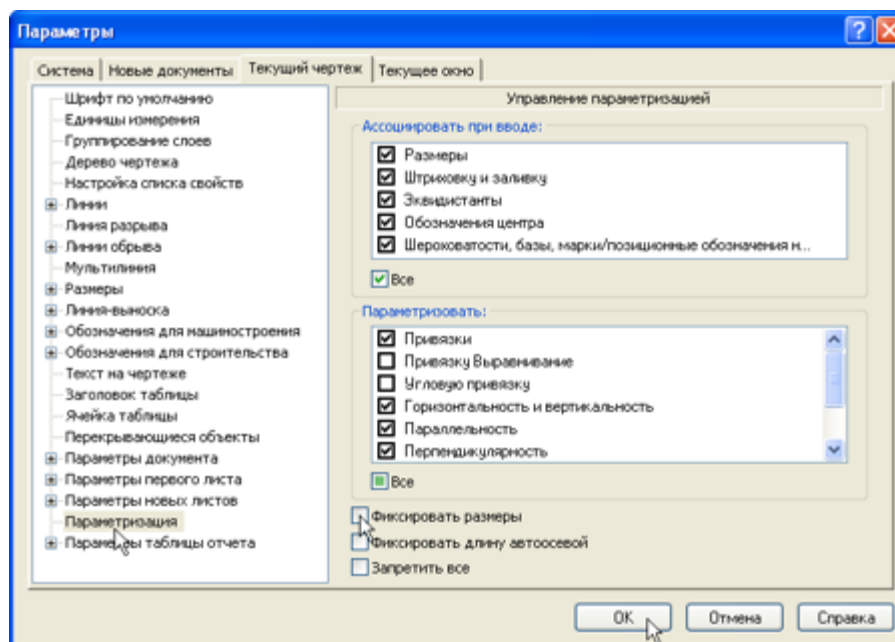 Параметры
Система Новые документы Текущий чертеж Текущее окно
Шрифт по умолчанию
Единицы измерения
Группирование слоев
Дерево чертежа
Настройка списка свойств
Линии
Линия разрыва
Линии обрыва
Мультилиния
Размеры
Линия-выноска
Обозначения для машиностроения
Обозначения для строительства
Текст на чертеже
Заголовок таблицы
Ячейка таблицы
Перекрывающиеся объекты
Параметры документа
Параметры первого листа
Параметры новых листов
Параметризация
Параметры таблицы отчета
Управление параметризацией
Ассоциировать при вводе:
Размеры
Штриховку и заливку
Эквидистанты
Обозначения центра
Шероховатости, базы, марки/позиционные обозначения н...
Все
Параметризовать:
Привязки
Привязку Выравнивание
Угловую привязку
Горизонтальность и вертикальность
Параллельность
Перпендикулярность
Все
Фиксировать размеры
Фиксировать длину автоосевой
Запретить все
OK Отмена Справка